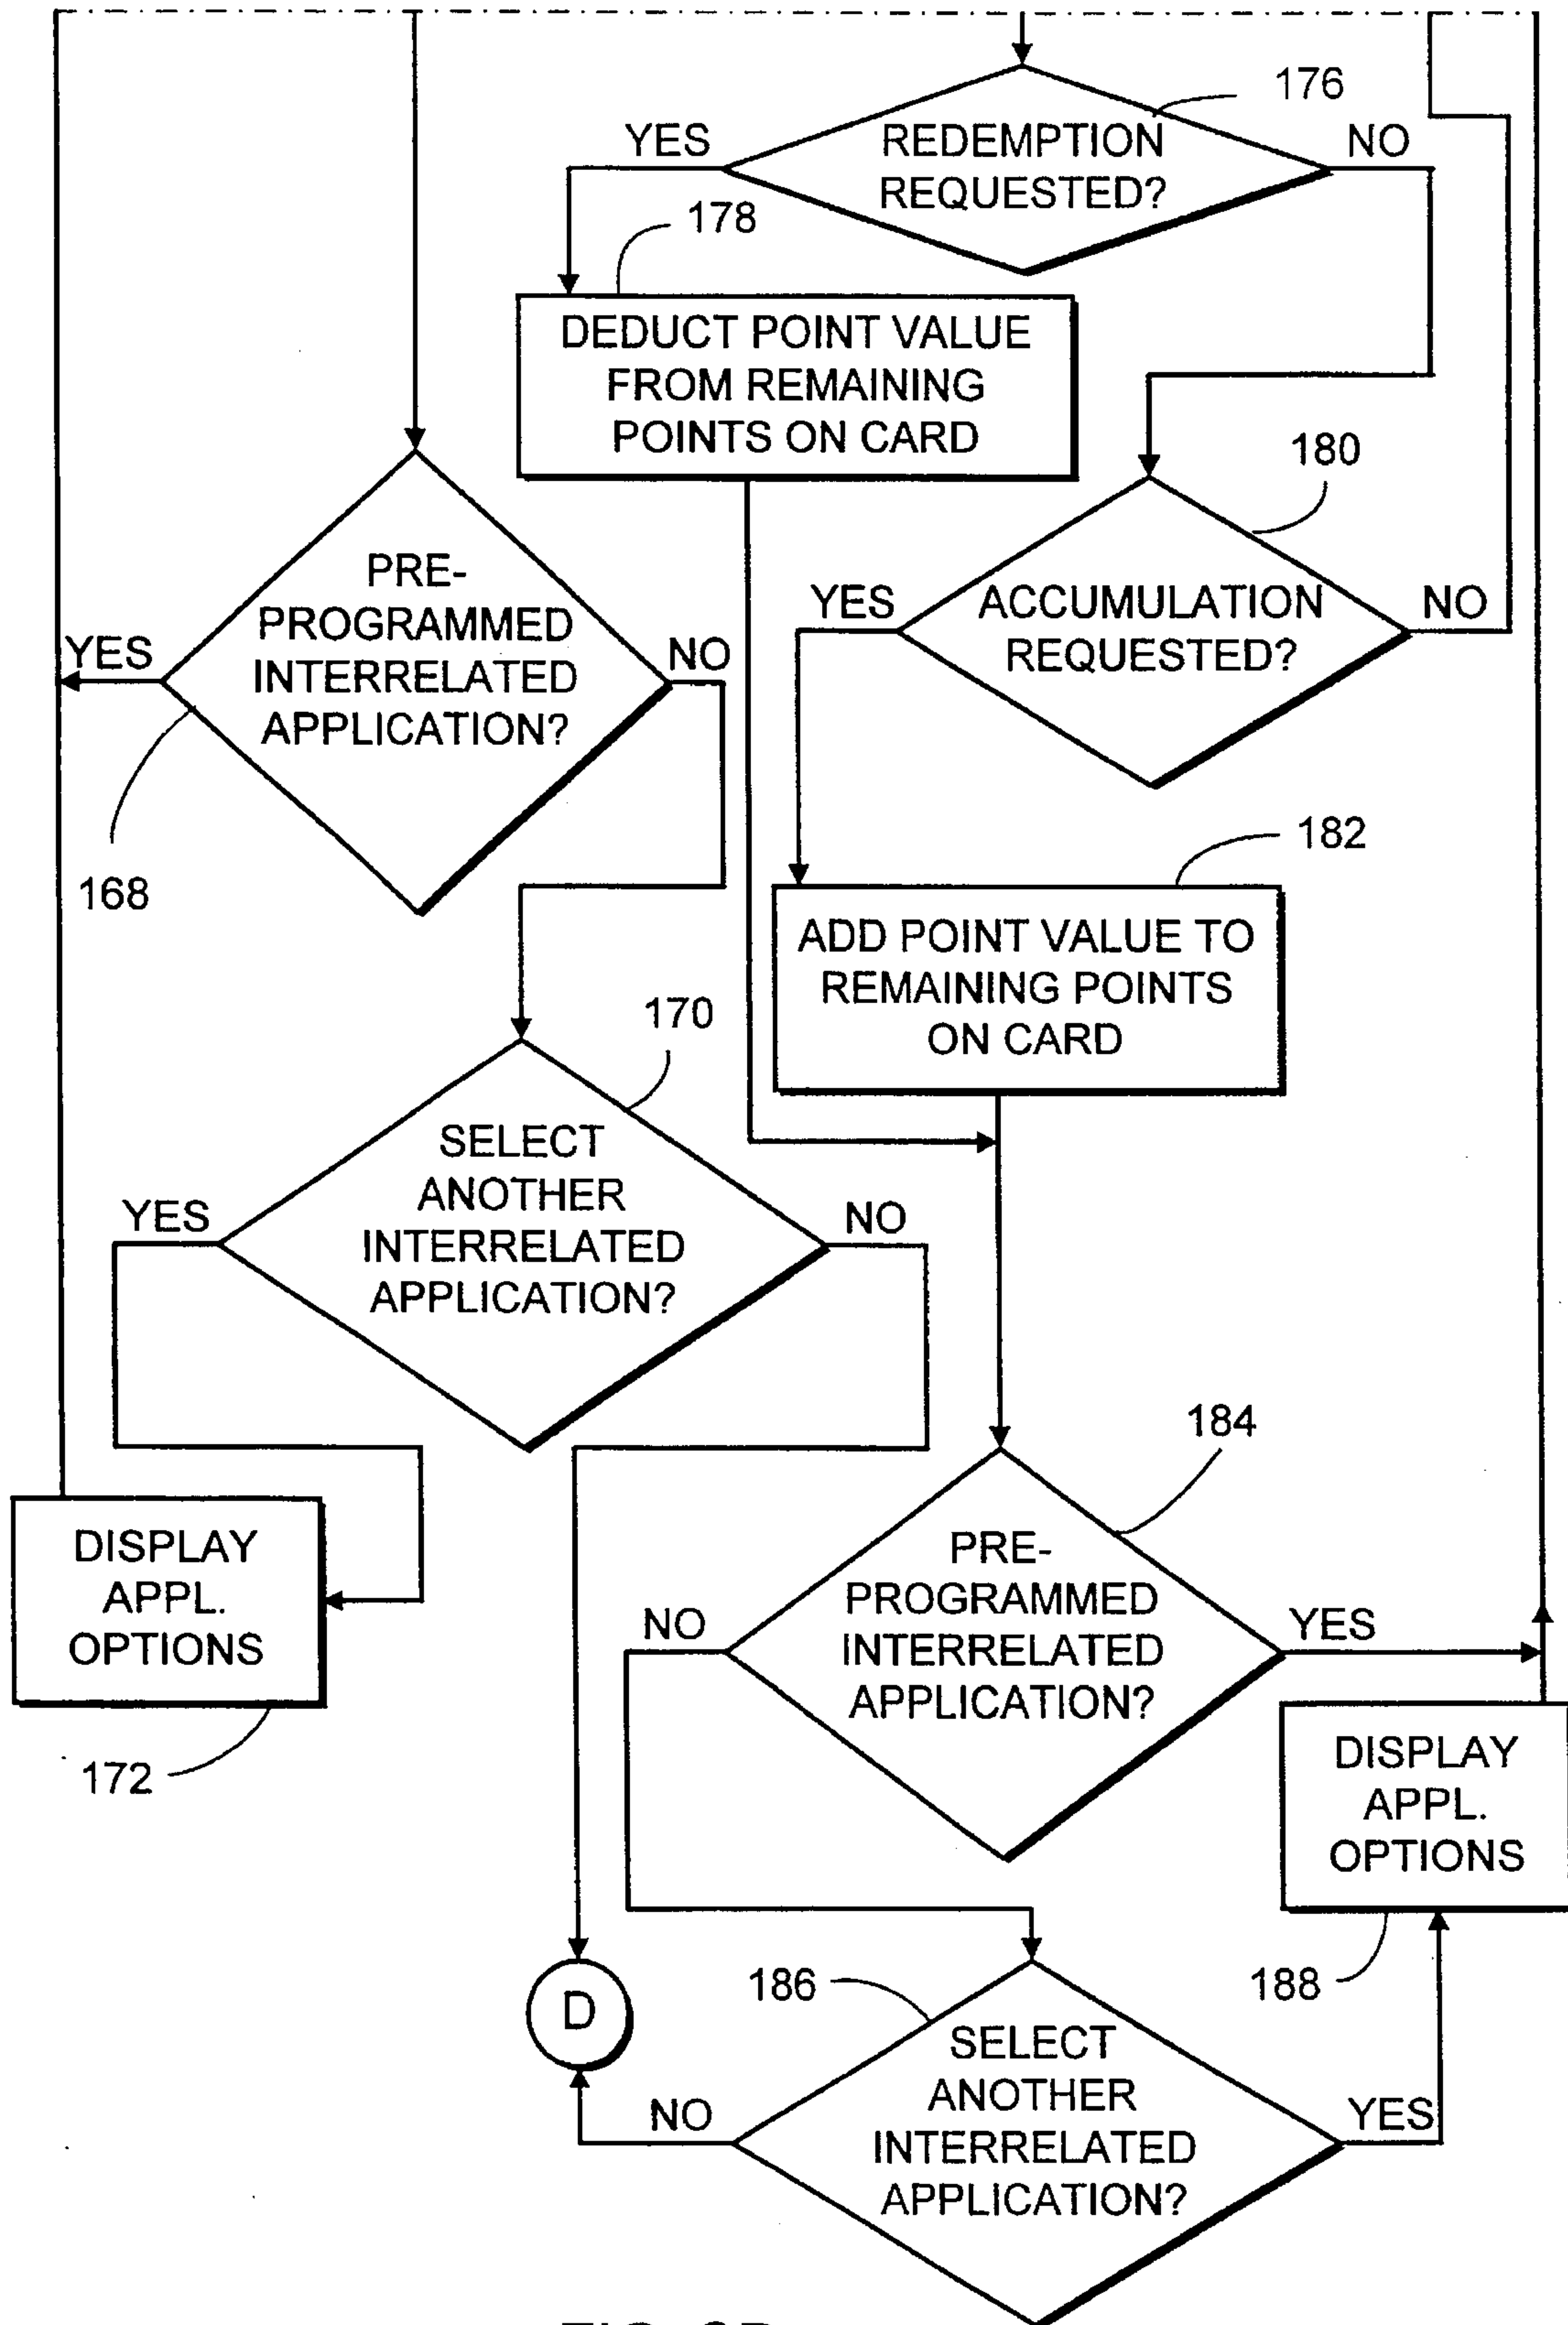 176
YES
REDEMPTION
REQUESTED?
NO
178
DEDUCT POINT VALUE
FROM REMAINING
POINTS ON CARD
180
YES
ACCUMULATION
REQUESTED?
NO
YES
PRE-
PROGRAMMED
INTERRELATED
APPLICATION?
NO
168
182
ADD POINT VALUE TO
REMAINING POINTS
ON CARD
170
YES
SELECT
ANOTHER
INTERRELATED
APPLICATION?
NO
184
DISPLAY
APPL.
OPTIONS
172
NO
PRE-
PROGRAMMED
INTERRELATED
APPLICATION?
YES
DISPLAY
APPL.
OPTIONS
188
D
186
NO
SELECT
ANOTHER
INTERRELATED
APPLICATION?
YES